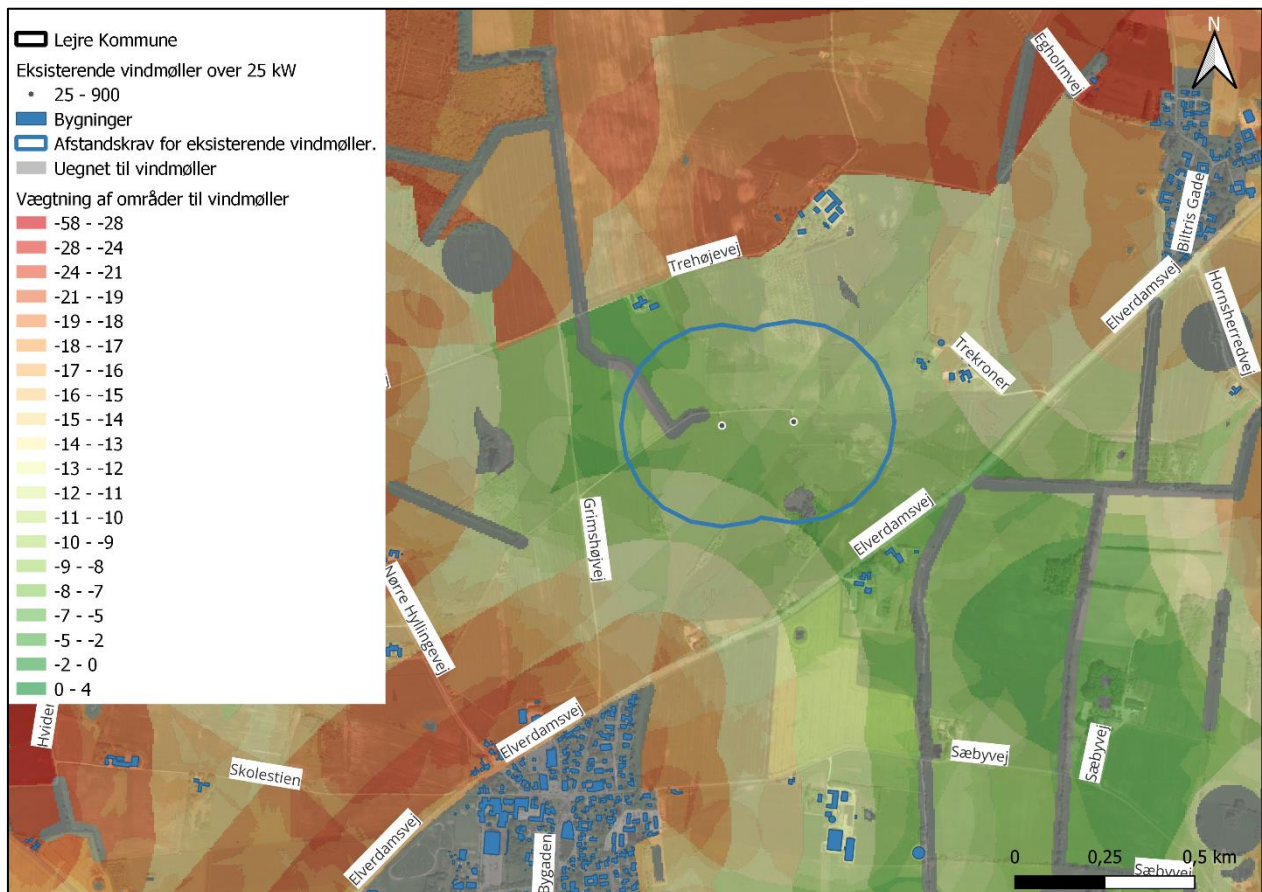 Lejre Kommune
Eksisterende vindmøller over 25 kW
25 - 900
Bygninger
Afstandskrav for eksisterende vindmøller.
Uegnet til vindmøller
Vægtning af områder til vindmøller
-58 - -28
-28 - -24
-24 - -21
-21 - -19
-19 - -18
-18 - -17
-17 - -16
-16 - -15
-15 - -14
-14 - -13
-13 - -12
-12 - -11
-11 - -10
-10 - -9
-9 - -8
-8 - -7
-7 - -5
-5 - -2
-2 - 0
0 - 4
N
Egholmvej
Biltris Gade
Trehøjevej
Elverdamsvej
Hornsherredvej
Trekroner
Grimshøjvej
Elverdamsvej
Nørre Hyllingevej
Elverdamsvej
Sæbyvej
Sæbyvej
Skolestien
Elverdamsvej
Bygaden
Sæbyvej
0 0,25 0,5 km